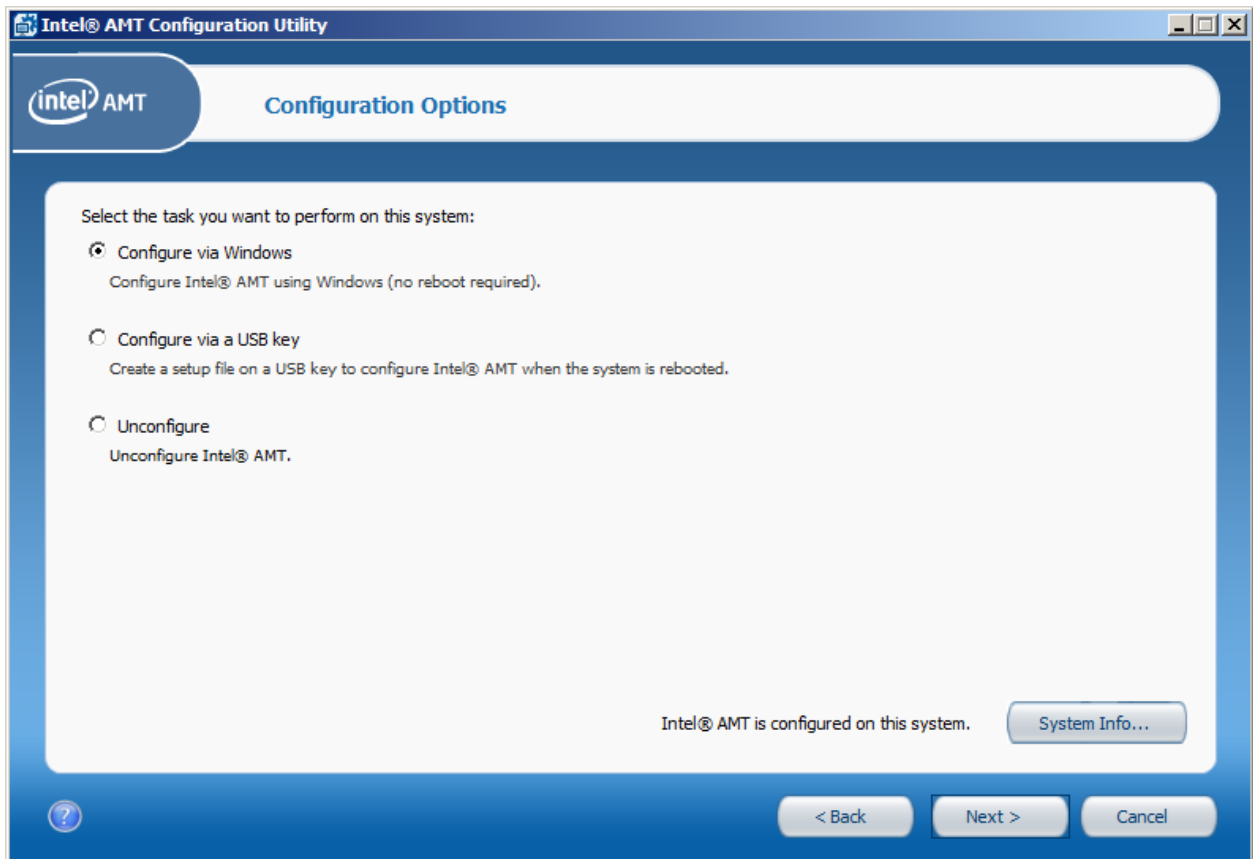 Intel® AMT Configuration Utility
intel AMT
Configuration Options
Select the task you want to perform on this system:
Configure via Windows
Configure Intel® AMT using Windows (no reboot required).
Configure via a USB key
Create a setup file on a USB key to configure Intel® AMT when the system is rebooted.
Unconfigure
Unconfigure Intel® AMT.
Intel® AMT is configured on this system.
System Info...
?
< Back
Next >
Cancel